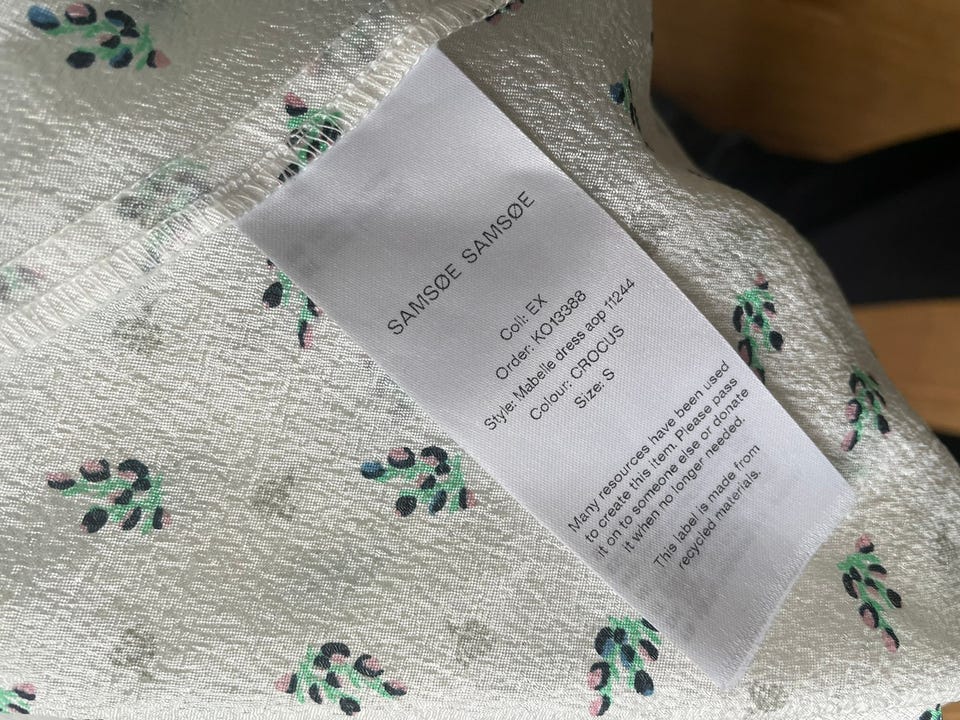 SAMSØE SAMSØE
Coll: EX
Order: KO13388
Style: Mabelle dress aop 11244
Colour: CROCUS
Size: S
Many resources have been used
to create this item. Please pass
it on to someone else or donate
it when no longer needed.
This label is made from
recycled materials.